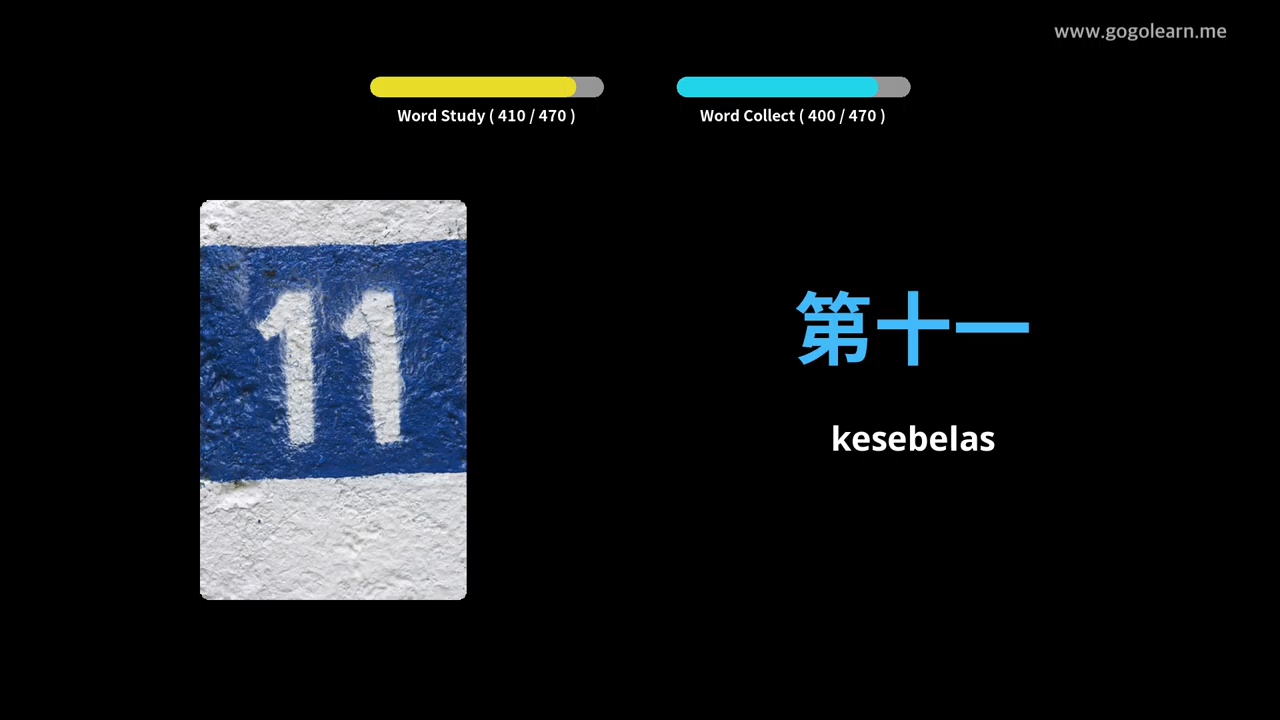 www.gogolearn.me
Word Study ( 410 / 470 )
Word Collect ( 400 / 470 )
11
第十一
kesebelas